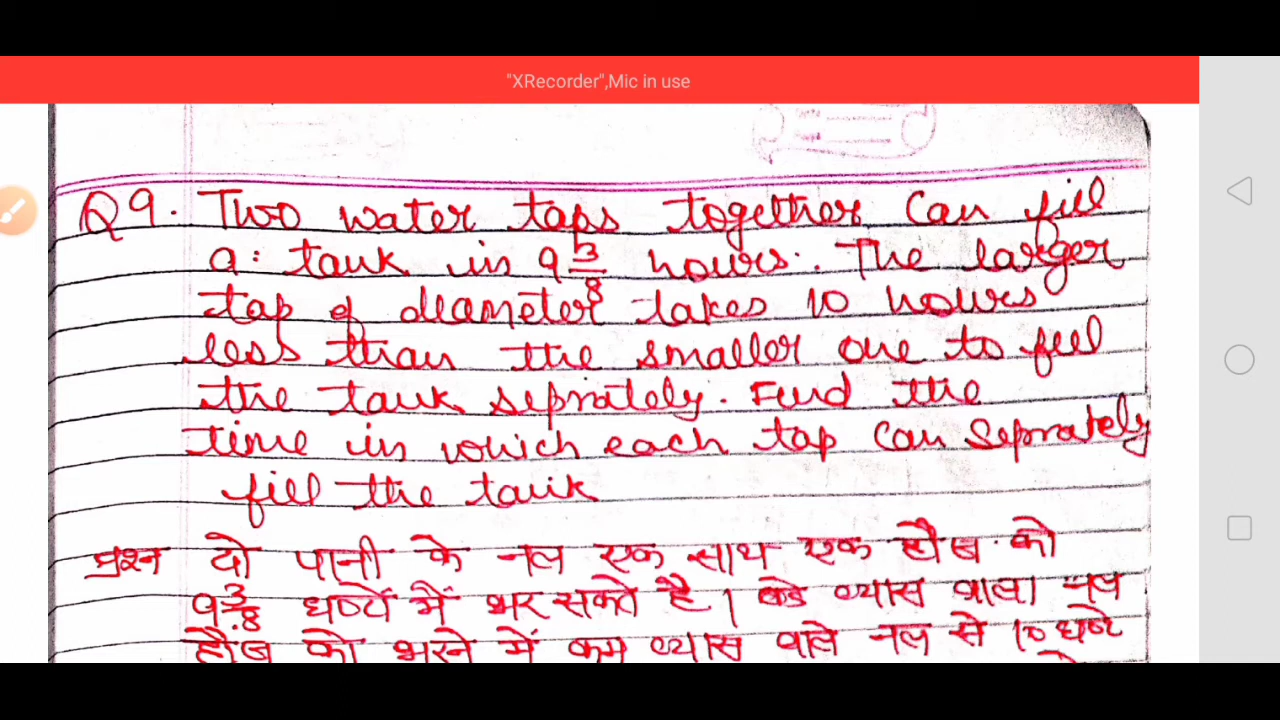 "XRecorder",Mic in use
Q9. Two water taps together can fill
a: tank in 9 3/8 hours. The larger
tap of diameter takes 10 hours
less than the smaller one to feel
the tank seprately. Find the
time in which each tap can seprately
fill the tank
प्रश्न दो पानी के नल एक साथ एक हौज को
9 3/8 घण्टों में भर सकते है । बडे व्यास वाला नल
हौज को भरने में कम व्यास वाले नल से 10 घण्टे